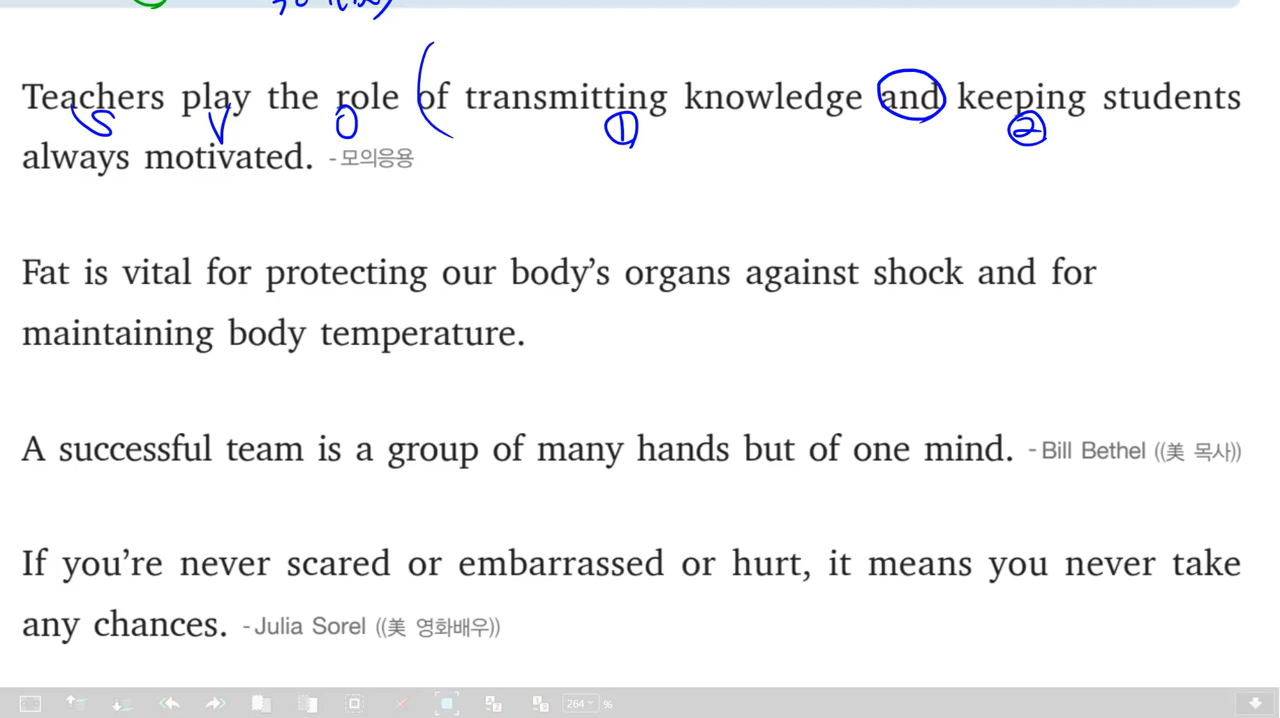 Teachers play the role of transmitting knowledge and keeping students
S V O ① ②
always motivated. - 모의응용
Fat is vital for protecting our body’s organs against shock and for
maintaining body temperature.
A successful team is a group of many hands but of one mind. - Bill Bethel ((美 목사))
If you’re never scared or embarrassed or hurt, it means you never take
any chances. - Julia Sorel ((美 영화배우))
264 %